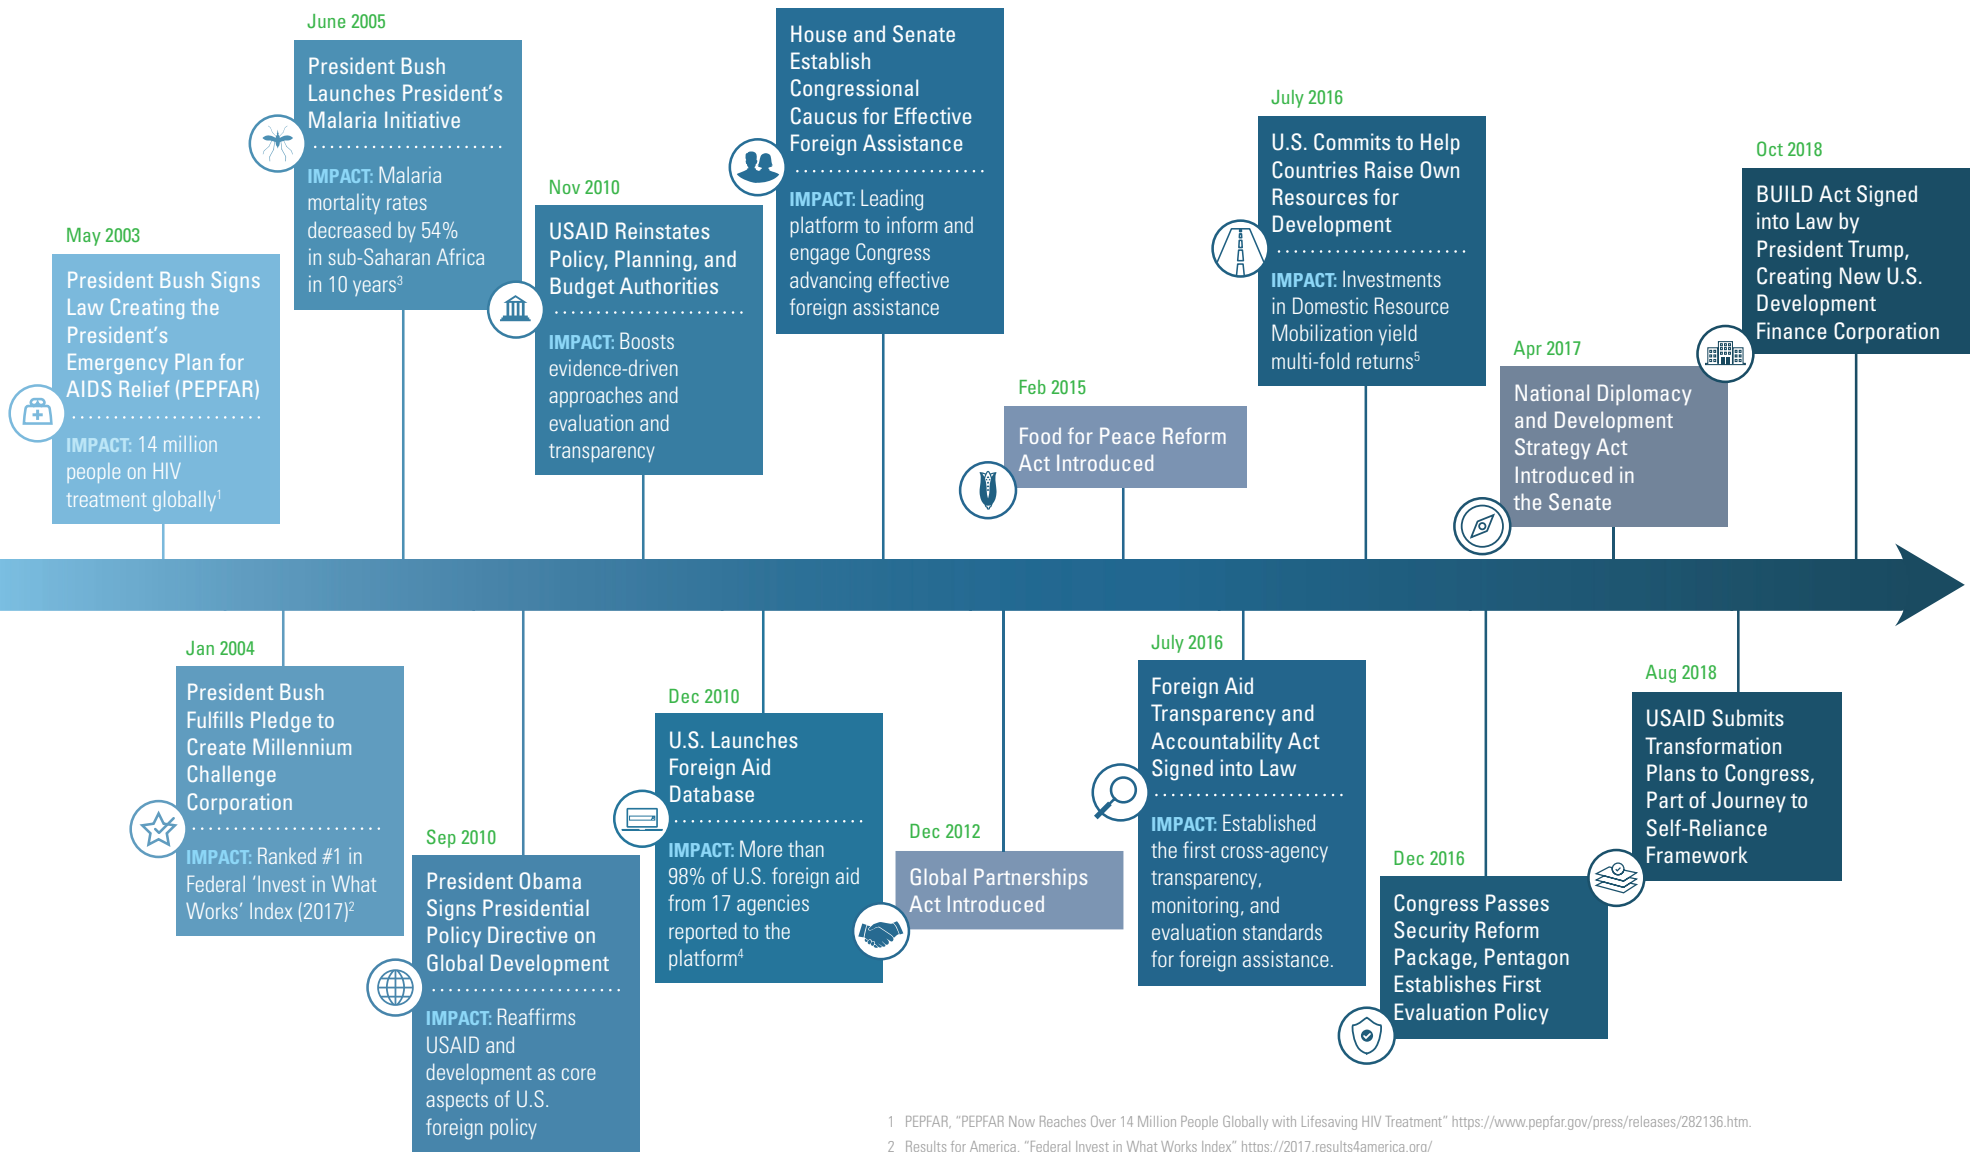 May 2003
President Bush Signs
Law Creating the
President's
Emergency Plan for
AIDS Relief (PEPFAR)
IMPACT: 14 million
people on HIV
treatment globally1
Jan 2004
President Bush
Fulfills Pledge to
Create Millennium
Challenge
Corporation
IMPACT: Ranked #1 in
Federal ‘Invest in What
Works’ Index (2017)2
June 2005
President Bush
Launches President's
Malaria Initiative
IMPACT: Malaria
mortality rates
decreased by 54%
in sub-Saharan Africa
in 10 years3
Sep 2010
President Obama
Signs Presidential
Policy Directive on
Global Development
IMPACT: Reaffirms
USAID and
development as core
aspects of U.S.
foreign policy
Nov 2010
USAID Reinstates
Policy, Planning, and
Budget Authorities
IMPACT: Boosts
evidence-driven
approaches and
evaluation and
transparency
Dec 2010
U.S. Launches
Foreign Aid
Database
IMPACT: More than
98% of U.S. foreign aid
from 17 agencies
reported to the
platform4
House and Senate
Establish
Congressional
Caucus for Effective
Foreign Assistance
IMPACT: Leading
platform to inform and
engage Congress
advancing effective
foreign assistance
Dec 2012
Global Partnerships
Act Introduced
Feb 2015
Food for Peace Reform
Act Introduced
July 2016
Foreign Aid
Transparency and
Accountability Act
Signed into Law
IMPACT: Established
the first cross-agency
transparency,
monitoring, and
evaluation standards
for foreign assistance.
July 2016
U.S. Commits to Help
Countries Raise Own
Resources for
Development
IMPACT: Investments
in Domestic Resource
Mobilization yield
multi-fold returns5
Dec 2016
Congress Passes
Security Reform
Package, Pentagon
Establishes First
Evaluation Policy
Apr 2017
National Diplomacy
and Development
Strategy Act
Introduced in
the Senate
Aug 2018
USAID Submits
Transformation
Plans to Congress,
Part of Journey to
Self-Reliance
Framework
Oct 2018
BUILD Act Signed
into Law by
President Trump,
Creating New U.S.
Development
Finance Corporation
1 PEPFAR, “PEPFAR Now Reaches Over 14 Million People Globally with Lifesaving HIV Treatment” https://www.pepfar.gov/press/releases/282136.htm.
2 Results for America, “Federal Invest in What Works Index” https://2017.results4america.org/